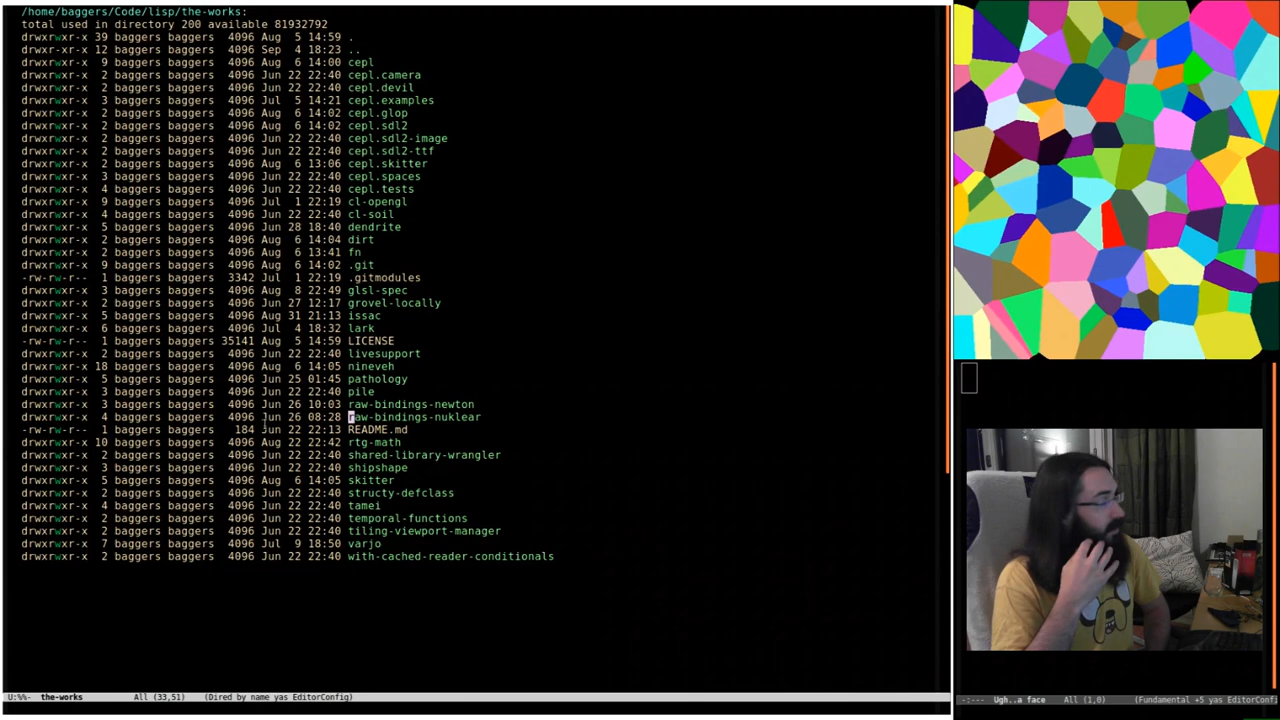 /home/baggers/Code/lisp/the-works:
total used in directory 200 available 81932792
drwxrwxr-x 39 baggers baggers 4096 Aug 5 14:59 .
drwxr-xr-x 12 baggers baggers 4096 Sep 4 18:23 ..
drwxrwxr-x 9 baggers baggers 4096 Aug 6 14:00 cepl
drwxrwxr-x 2 baggers baggers 4096 Jun 22 22:40 cepl.camera
drwxrwxr-x 2 baggers baggers 4096 Jun 22 22:40 cepl.devil
drwxrwxr-x 3 baggers baggers 4096 Jul 5 14:21 cepl.examples
drwxrwxr-x 2 baggers baggers 4096 Aug 6 14:02 cepl.glop
drwxrwxr-x 2 baggers baggers 4096 Aug 6 14:02 cepl.sdl2
drwxrwxr-x 2 baggers baggers 4096 Jun 22 22:40 cepl.sdl2-image
drwxrwxr-x 2 baggers baggers 4096 Jun 22 22:40 cepl.sdl2-ttf
drwxrwxr-x 2 baggers baggers 4096 Aug 6 13:06 cepl.skitter
drwxrwxr-x 3 baggers baggers 4096 Jun 22 22:40 cepl.spaces
drwxrwxr-x 4 baggers baggers 4096 Jun 22 22:40 cepl.tests
drwxrwxr-x 9 baggers baggers 4096 Jul 1 22:19 cl-opengl
drwxrwxr-x 4 baggers baggers 4096 Jun 22 22:40 cl-soil
drwxrwxr-x 5 baggers baggers 4096 Jun 28 18:40 dendrite
drwxrwxr-x 2 baggers baggers 4096 Aug 6 14:04 dirt
drwxrwxr-x 2 baggers baggers 4096 Aug 6 13:41 fn
drwxrwxr-x 9 baggers baggers 4096 Aug 6 14:02 .git
-rw-rw-r-- 1 baggers baggers 3342 Jul 1 22:19 .gitmodules
drwxrwxr-x 3 baggers baggers 4096 Aug 8 22:49 glsl-spec
drwxrwxr-x 2 baggers baggers 4096 Jun 27 12:17 grovel-locally
drwxrwxr-x 5 baggers baggers 4096 Aug 31 21:13 issac
drwxrwxr-x 6 baggers baggers 4096 Jul 4 18:32 lark
-rw-rw-r-- 1 baggers baggers 35141 Aug 5 14:59 LICENSE
drwxrwxr-x 2 baggers baggers 4096 Jun 22 22:40 livesupport
drwxrwxr-x 18 baggers baggers 4096 Aug 6 14:05 nineveh
drwxrwxr-x 5 baggers baggers 4096 Jun 25 01:45 pathology
drwxrwxr-x 3 baggers baggers 4096 Jun 22 22:40 pile
drwxrwxr-x 3 baggers baggers 4096 Jun 26 10:03 raw-bindings-newton
drwxrwxr-x 4 baggers baggers 4096 Jun 26 08:28 raw-bindings-nuklear
-rw-rw-r-- 1 baggers baggers 184 Jun 22 22:13 README.md
drwxrwxr-x 10 baggers baggers 4096 Aug 22 22:42 rtg-math
drwxrwxr-x 2 baggers baggers 4096 Jun 22 22:40 shared-library-wrangler
drwxrwxr-x 3 baggers baggers 4096 Jun 22 22:40 shipshape
drwxrwxr-x 5 baggers baggers 4096 Aug 6 14:05 skitter
drwxrwxr-x 2 baggers baggers 4096 Jun 22 22:40 structy-defclass
drwxrwxr-x 4 baggers baggers 4096 Jun 22 22:40 tamei
drwxrwxr-x 2 baggers baggers 4096 Jun 22 22:40 temporal-functions
drwxrwxr-x 2 baggers baggers 4096 Jun 22 22:40 tiling-viewport-manager
drwxrwxr-x 7 baggers baggers 4096 Jul 9 18:50 varjo
drwxrwxr-x 2 baggers baggers 4096 Jun 22 22:40 with-cached-reader-conditionals
U:%%- the-works All (33,51) (Dired by name yas EditorConfig)
-:--- Ugh..a face All (1,0) (Fundamental +5 yas EditorConfi